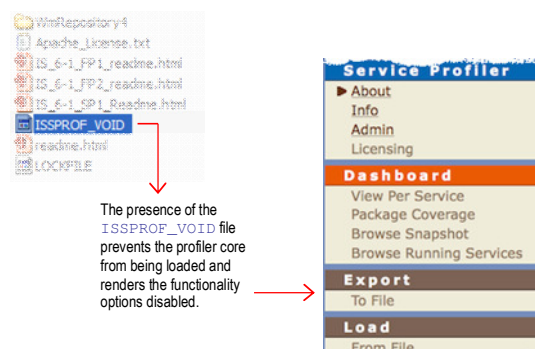 WmRepository4
Apache_License.txt
IS_6-1_FP1_readme.html
IS_6-1_FP2_readme.html
IS_6-1_SP1_Readme.html
ISSPROF_VOID
readme.html
LOCKFILE
The presence of the
ISSPROF_VOID file
prevents the profiler core
from being loaded and
renders the functionality
options disabled.
Service Profiler
About
Info
Admin
Licensing
Dashboard
View Per Service
Package Coverage
Browse Snapshot
Browse Running Services
Export
To File
Load
From File